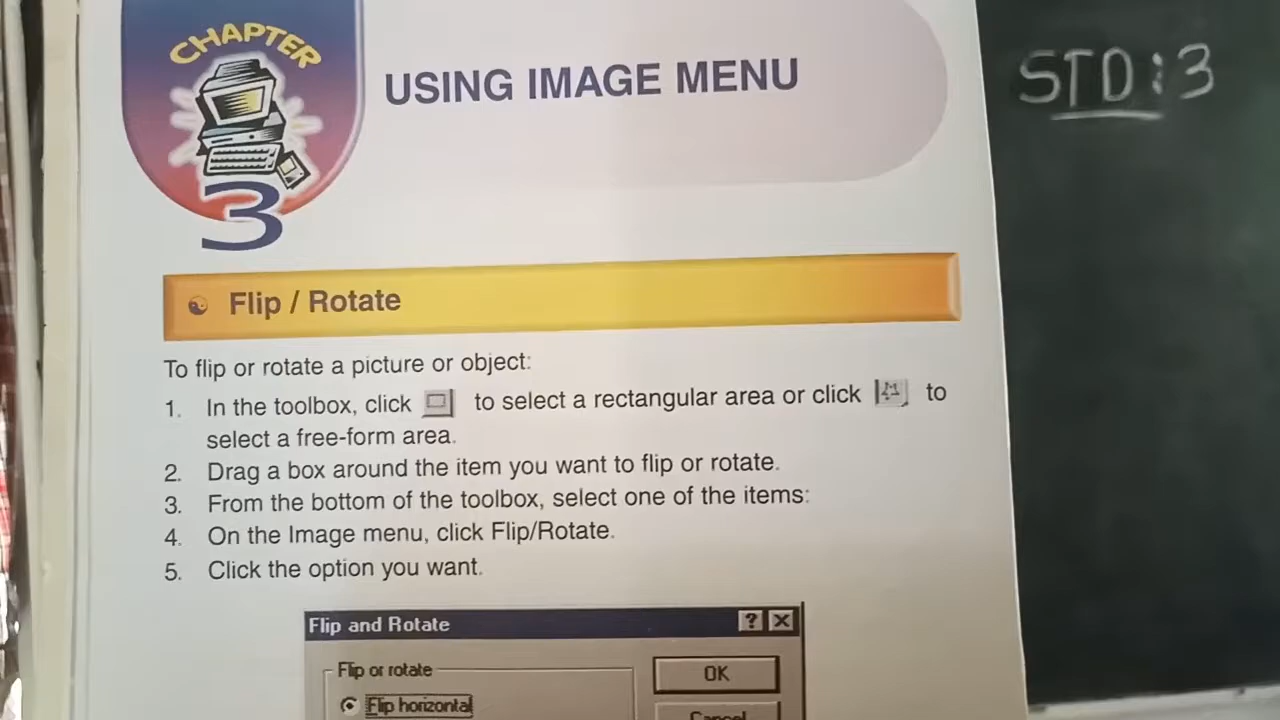 CHAPTER
3
USING IMAGE MENU
STD : 3
Flip / Rotate
To flip or rotate a picture or object:
1. In the toolbox, click to select a rectangular area or click to
select a free-form area.
2. Drag a box around the item you want to flip or rotate.
3. From the bottom of the toolbox, select one of the items:
4. On the Image menu, click Flip/Rotate.
5. Click the option you want.
Flip and Rotate
Flip or rotate
OK
Flip horizontal
Cancel